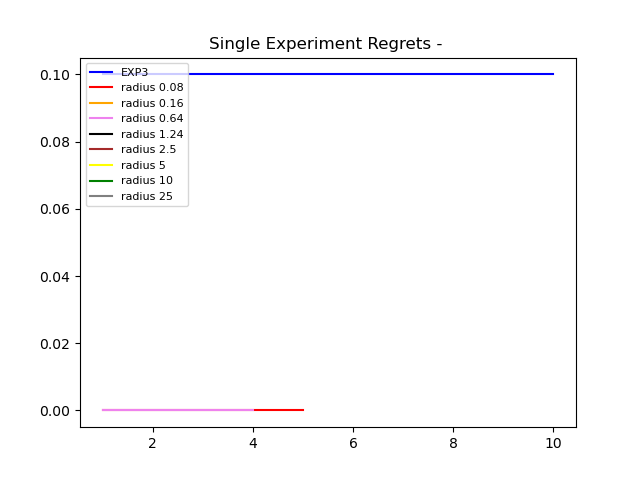 Single Experiment Regrets -
0.10
0.08
0.06
0.04
0.02
0.00
EXP3
radius 0.08
radius 0.16
radius 0.64
radius 1.24
radius 2.5
radius 5
radius 10
radius 25
2 4 6 8 10